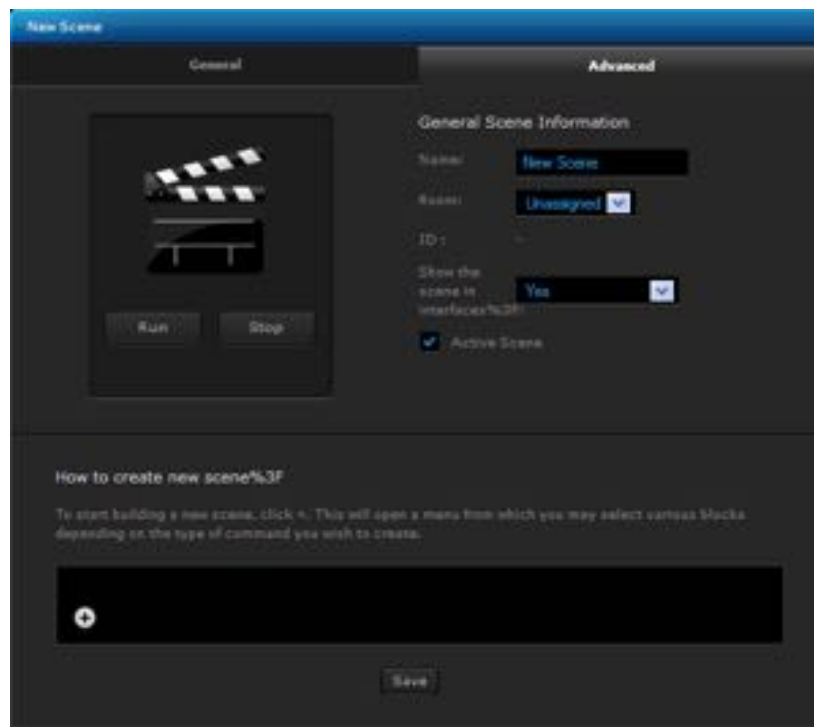 New Scene
General
Advanced
General Scene Information
Name:
New Scene
Room:
Unassigned
ID :
-
Show the
scene in
interfaces%3F:
Yes
Run
Stop
Active Scene
How to create new scene%3F
To start building a new scene, click +. This will open a menu from which you may select various blocks
depending on the type of command you wish to create.
Save